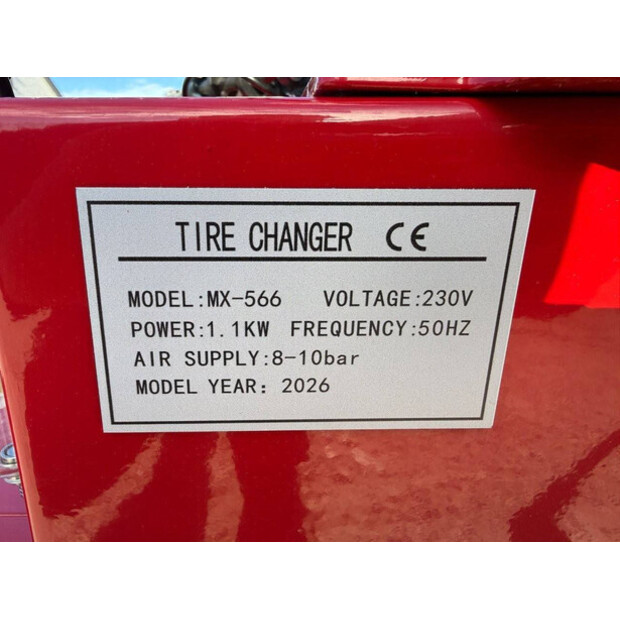 TIRE CHANGER CE
MODEL:MX-566 VOLTAGE:230V
POWER:1.1KW FREQUENCY:50HZ
AIR SUPPLY:8-10bar
MODEL YEAR: 2026